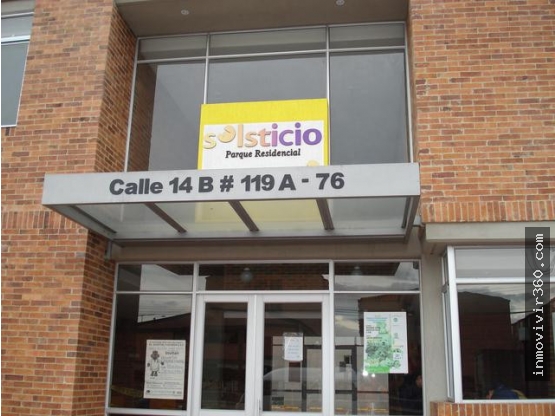 solsticio
Parque Residencial
Calle 14 B # 119 A - 76
inmovivir360.com